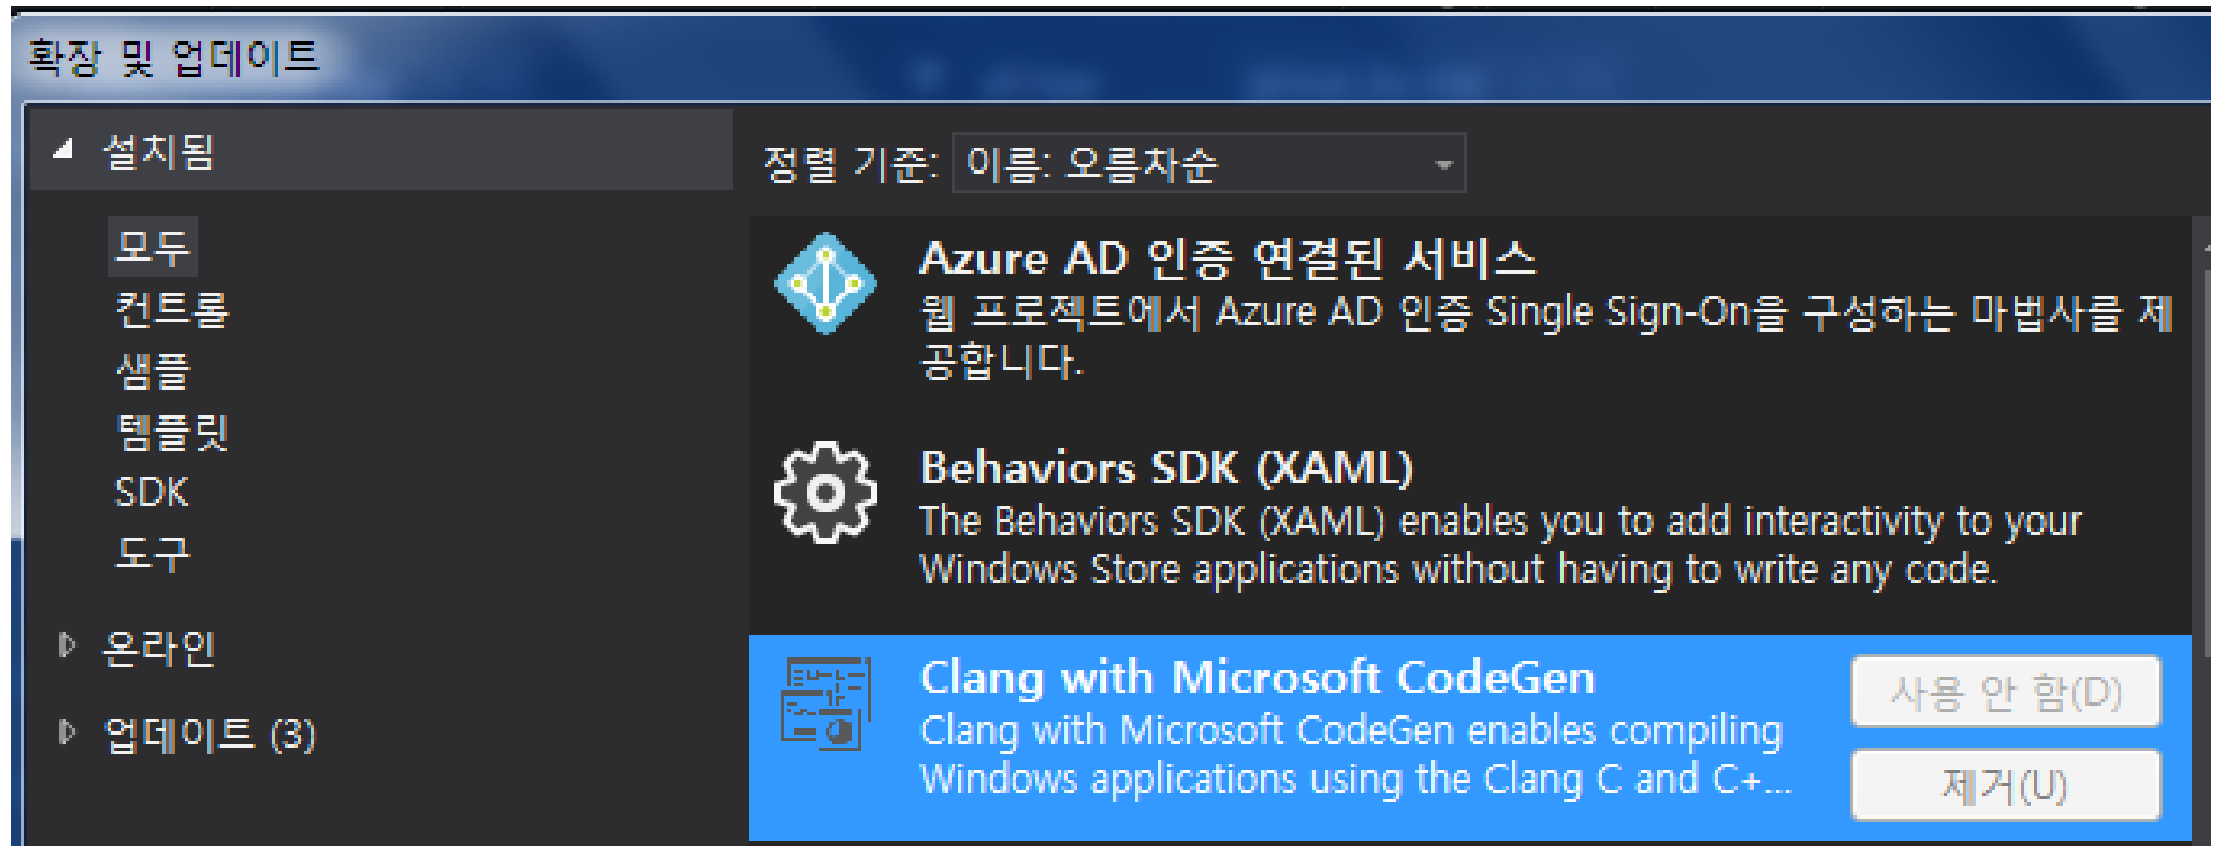 확장 및 업데이트
설치됨
모두
컨트롤
샘플
템플릿
SDK
도구
온라인
업데이트 (3)
정렬 기준: 이름: 오름차순
Azure AD 인증 연결된 서비스
웹 프로젝트에서 Azure AD 인증 Single Sign-On을 구성하는 마법사를 제
공합니다.
Behaviors SDK (XAML)
The Behaviors SDK (XAML) enables you to add interactivity to your
Windows Store applications without having to write any code.
Clang with Microsoft CodeGen
Clang with Microsoft CodeGen enables compiling
Windows applications using the Clang C and C+...
사용 안 함(D)
제거(U)